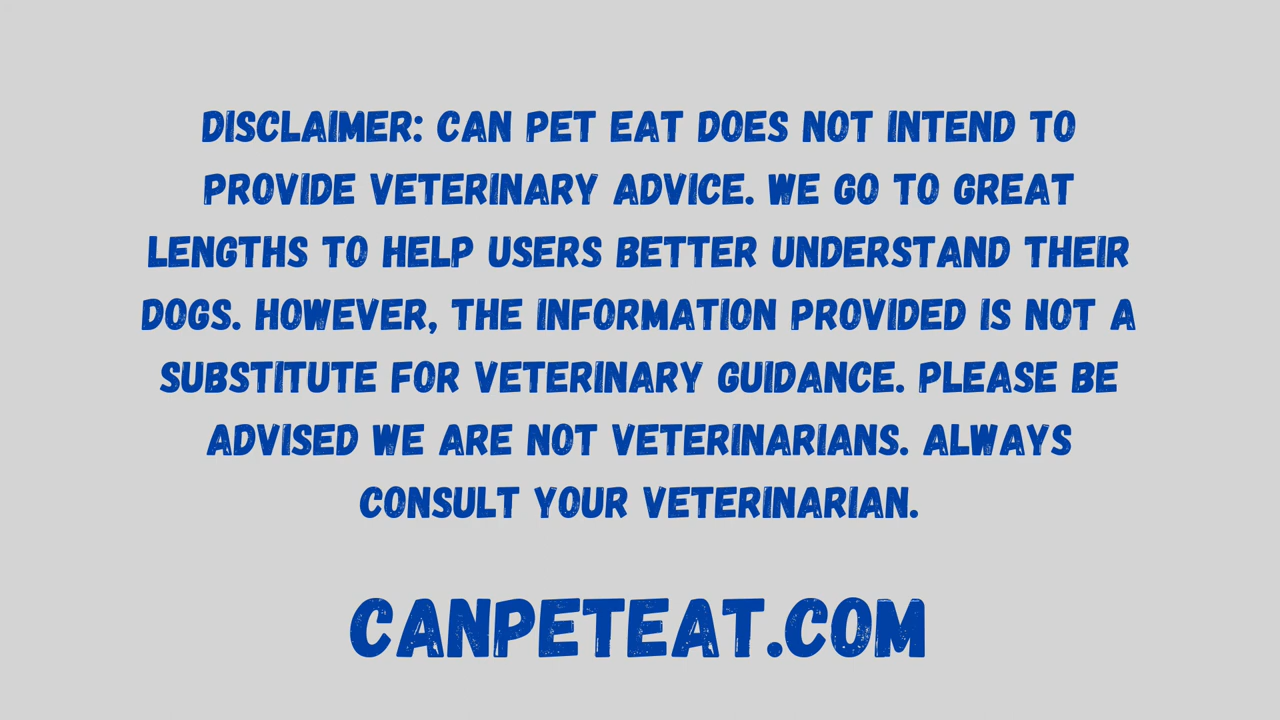 DISCLAIMER: CAN PET EAT DOES NOT INTEND TO
PROVIDE VETERINARY ADVICE. WE GO TO GREAT
LENGTHS TO HELP USERS BETTER UNDERSTAND THEIR
DOGS. HOWEVER, THE INFORMATION PROVIDED IS NOT A
SUBSTITUTE FOR VETERINARY GUIDANCE. PLEASE BE
ADVISED WE ARE NOT VETERINARIANS. ALWAYS
CONSULT YOUR VETERINARIAN.
CANPETEAT.COM